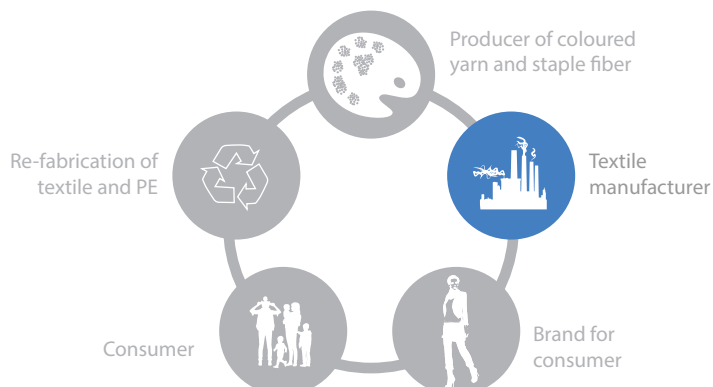 Producer of coloured
yarn and staple fiber
Re-fabrication of
textile and PE
Textile
manufacturer
Consumer
Brand for
consumer